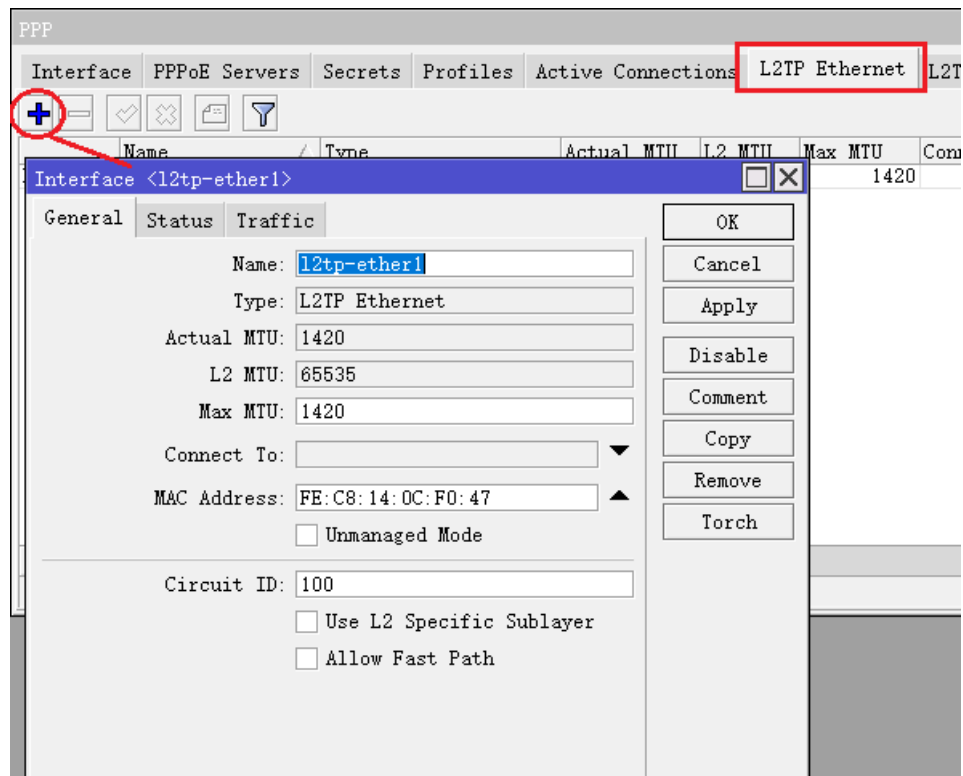 PPP
Interface PPPoE Servers Secrets Profiles Active Connections L2TP Ethernet L2T
Name Type Actual MTU L2 MTU Max MTU Conn
1420
Interface <l2tp-ether1>
General Status Traffic
Name: l2tp-ether1
Type: L2TP Ethernet
Actual MTU: 1420
L2 MTU: 65535
Max MTU: 1420
Connect To:
MAC Address: FE:C8:14:0C:F0:47
Unmanaged Mode
Circuit ID: 100
Use L2 Specific Sublayer
Allow Fast Path
OK
Cancel
Apply
Disable
Comment
Copy
Remove
Torch